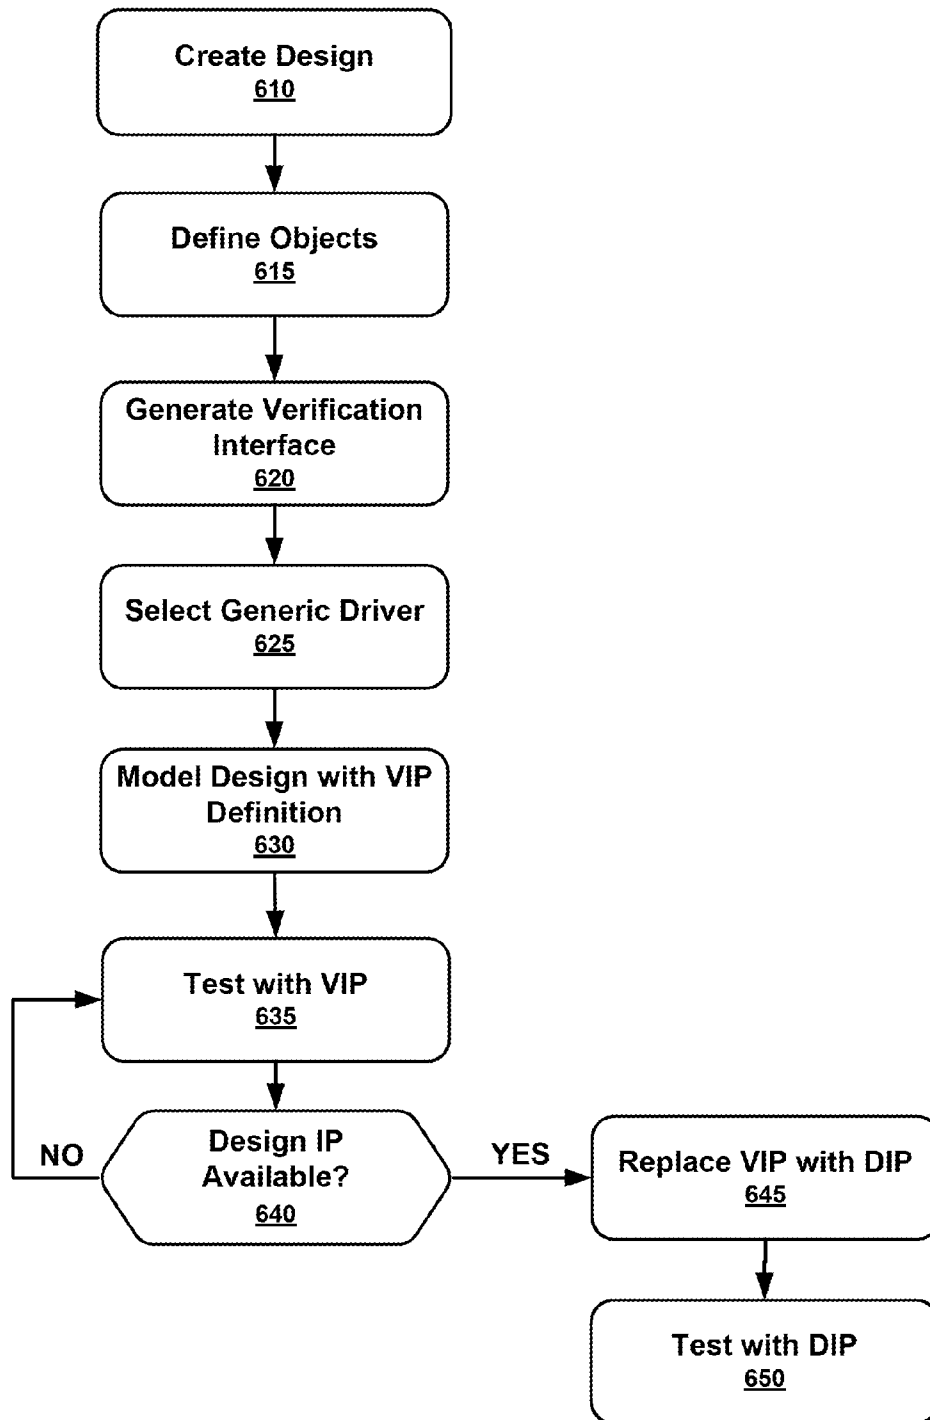 Create Design
610
Define Objects
615
Generate Verification
Interface
620
Select Generic Driver
625
Model Design with VIP
Definition
630
Test with VIP
635
Design IP
Available?
640
NO
YES
Replace VIP with DIP
645
Test with DIP
650